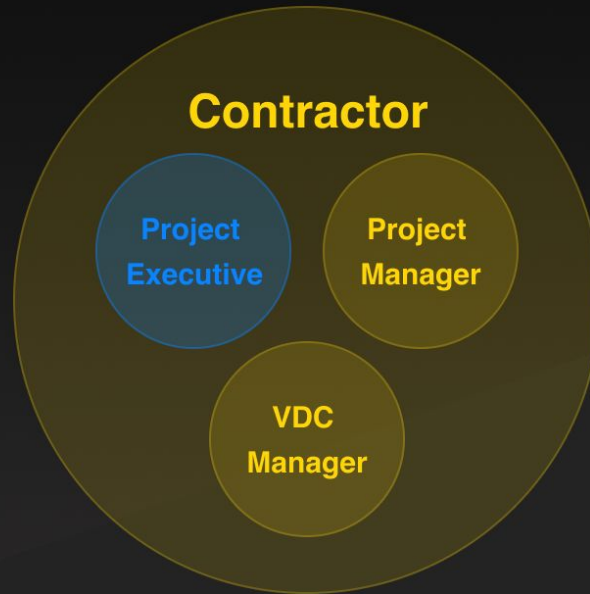 Contractor
Project
Executive
Project
Manager
VDC
Manager